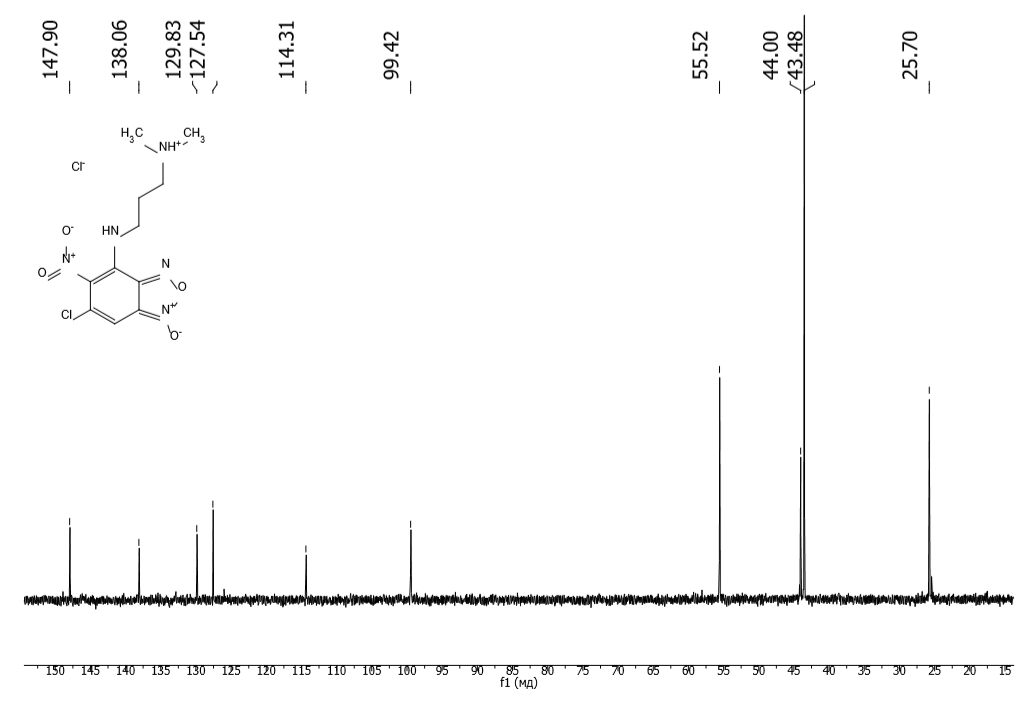 147.90
138.06
129.83
127.54
114.31
99.42
55.52
44.00
43.48
25.70
H3C
CH3
NH+
Cl-
O-
HN
N+
N
O
O
Cl
N+
O-
150 145 140 135 130 125 120 115 110 105 100 95 90 85 80 75 70 65 60 55 50 45 40 35 30 25 20 15
f1 (мд)